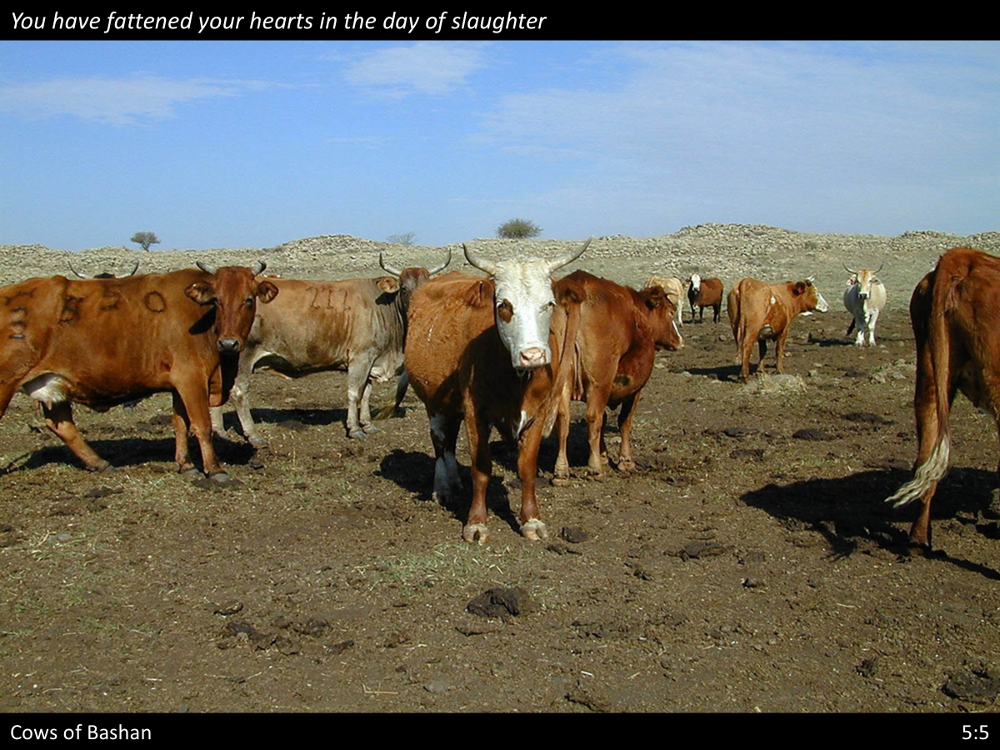 You have fattened your hearts in the day of slaughter
Cows of Bashan
5:5